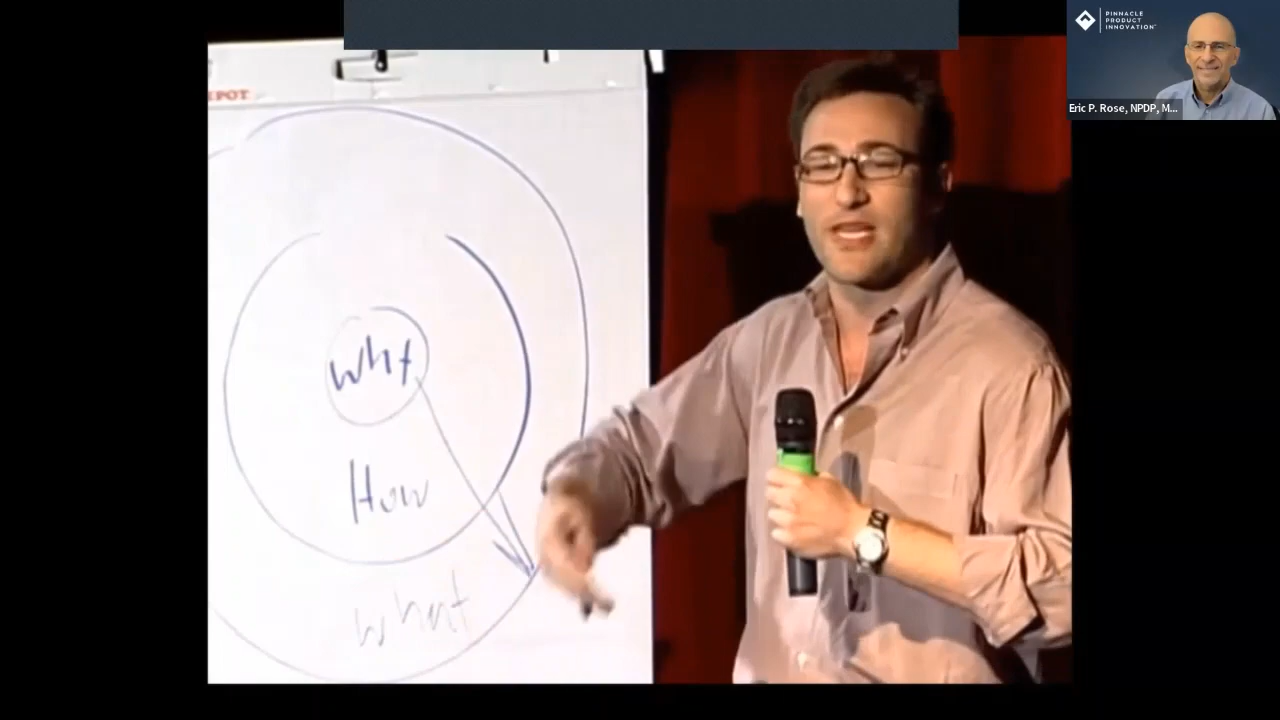 PINNACLE
PRODUCT
INNOVATION
Eric P. Rose, NPDP, M...
EPOT
Why
How
What